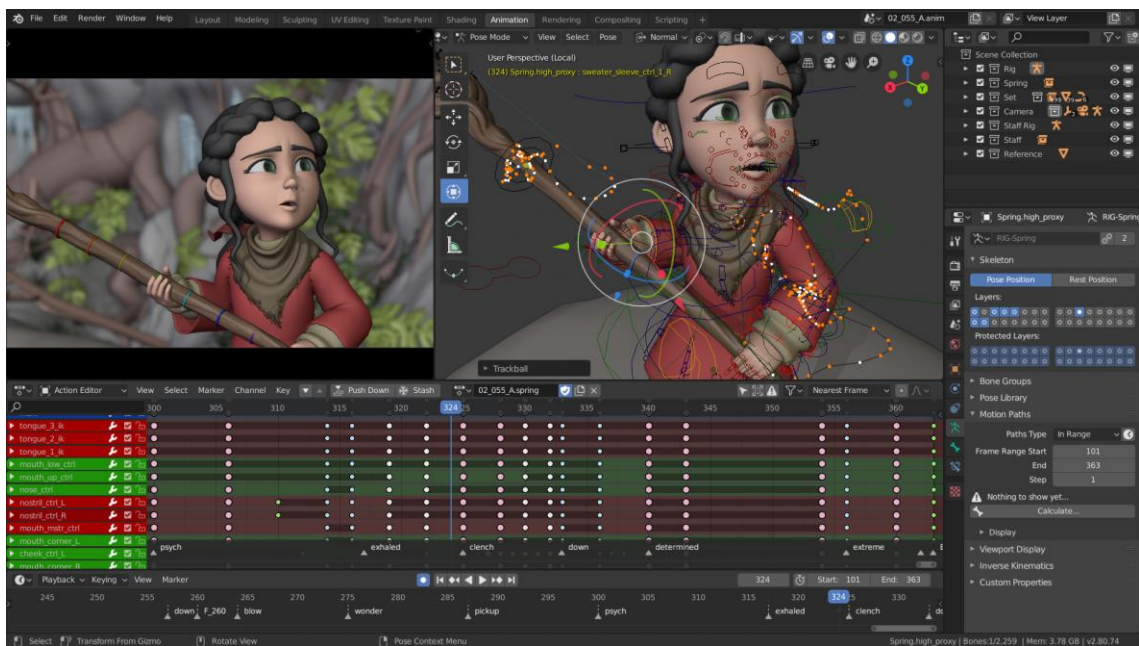 File Edit Render Window Help Layout Modeling Sculpting UV Editing Texture Paint Shading Animation Rendering Compositing Scripting + 02_055_A.anim View Layer
Pose Mode View Select Pose Normal
User Perspective (Local)
(324) Spring.high_proxy : sweater_sleeve_ctrl_1_R
Z
X
Y
Trackball
Scene Collection
Rig
Spring
Set
Camera
Staff Rig
Staff
Reference
Spring.high_proxy RIG-Spring
RIG-Spring 2
Skeleton
Pose Position Rest Position
Layers:
Protected Layers:
Bone Groups
Pose Library
Motion Paths
Paths Type In Range
Frame Range Start 101
End 363
Step 1
Nothing to show yet...
Calculate...
Display
Viewport Display
Inverse Kinematics
Custom Properties
Action Editor View Select Marker Channel Key Push Down Stash 02_055_A.spring Nearest Frame
300 305 310 315 320 324 25 330 335 340 345 350 355 360
tongue_3_ik
tongue_2_ik
tongue_1_ik
mouth_low_ctrl
mouth_up_ctrl
nose_ctrl
nostril_ctrl_L
nostril_ctrl_R
mouth_mstr_ctrl
mouth_corner_L
cheek_ctrl_L
mouth_corner_R
psych exhaled clench down determined extreme
Playback Keying View Marker 324 Start: 101 End: 363
245 250 255 260 265 270 275 280 285 290 295 300 305 310 315 320 324 330
down F_260 blow wonder pickup psych exhaled clench
Select Transform From Gizmo Rotate View Pose Context Menu Spring.high_proxy | Bones:1/2,259 | Mem: 3.78 GB | v2.80.74